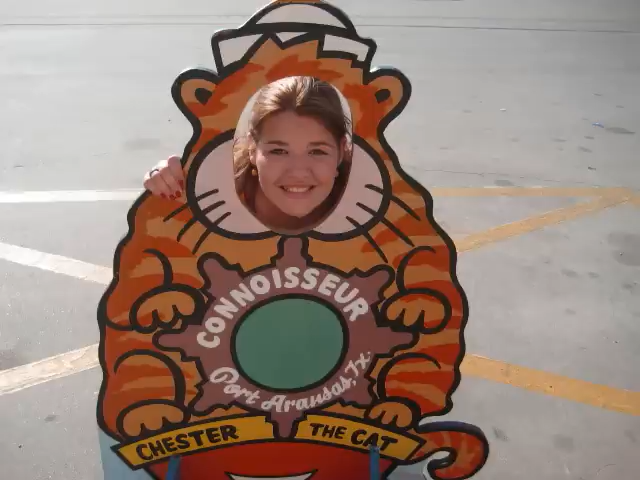 CONNOISSEUR
Port Aransas, Tx.
CHESTER THE CAT